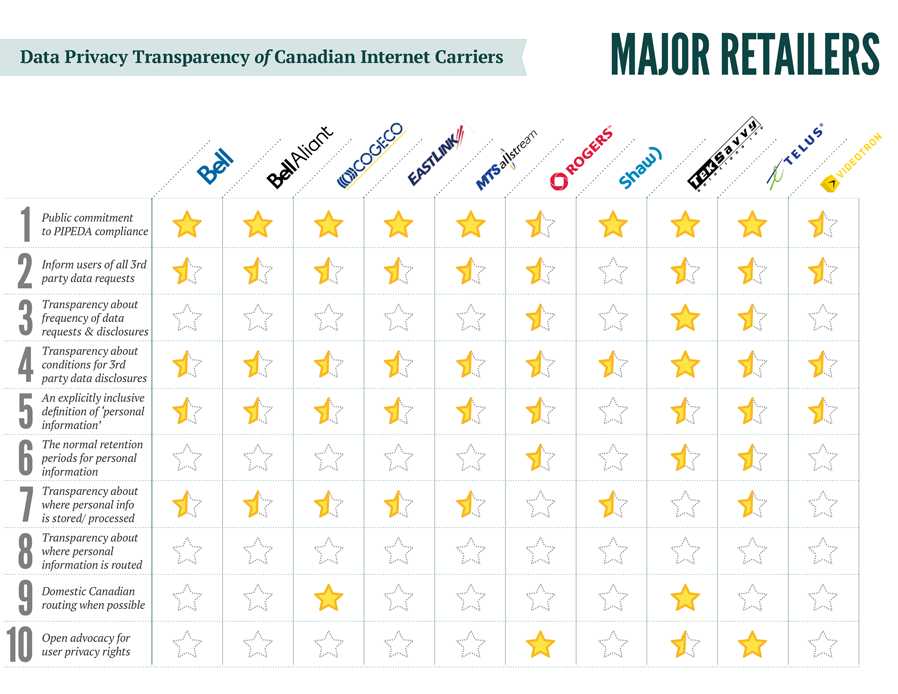 Data Privacy Transparency of Canadian Internet Carriers
MAJOR RETAILERS
Bell
BellAliant
COGECO
EASTLINK
MTS allstream
ROGERS™
Shaw)
TekSavvy
TELUS®
VIDEOTRON
1 Public commitment
to PIPEDA compliance
2 Inform users of all 3rd
party data requests
3 Transparency about
frequency of data
requests & disclosures
4 Transparency about
conditions for 3rd
party data disclosures
5 An explicitly inclusive
definition of ‘personal
information’
6 The normal retention
periods for personal
information
7 Transparency about
where personal info
is stored/ processed
8 Transparency about
where personal
information is routed
9 Domestic Canadian
routing when possible
10 Open advocacy for
user privacy rights